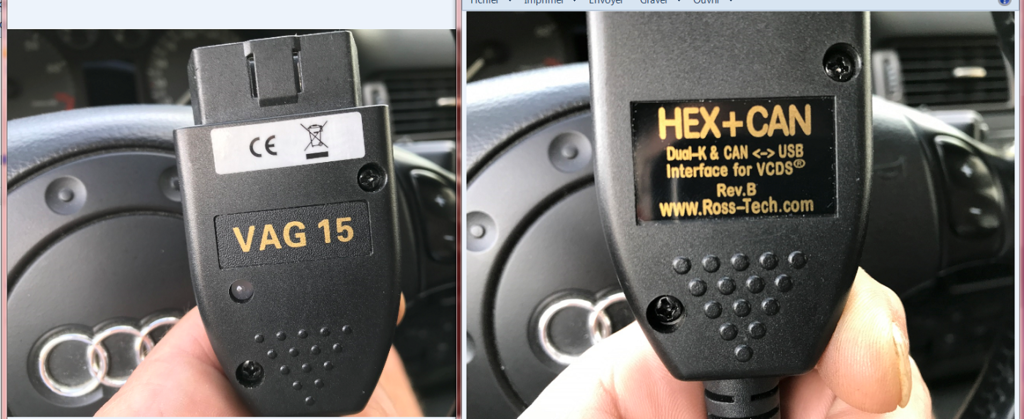 Fichier Imprimer Envoyer Graver Ouvrir
CE
VAG 15
HEX+CAN
Dual-K & CAN <-> USB
Interface for VCDS®
Rev.B
www.Ross-Tech.com